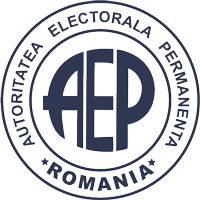 AUTORITATEA ELECTORALA PERMANENTA
AEP
*ROMANIA*